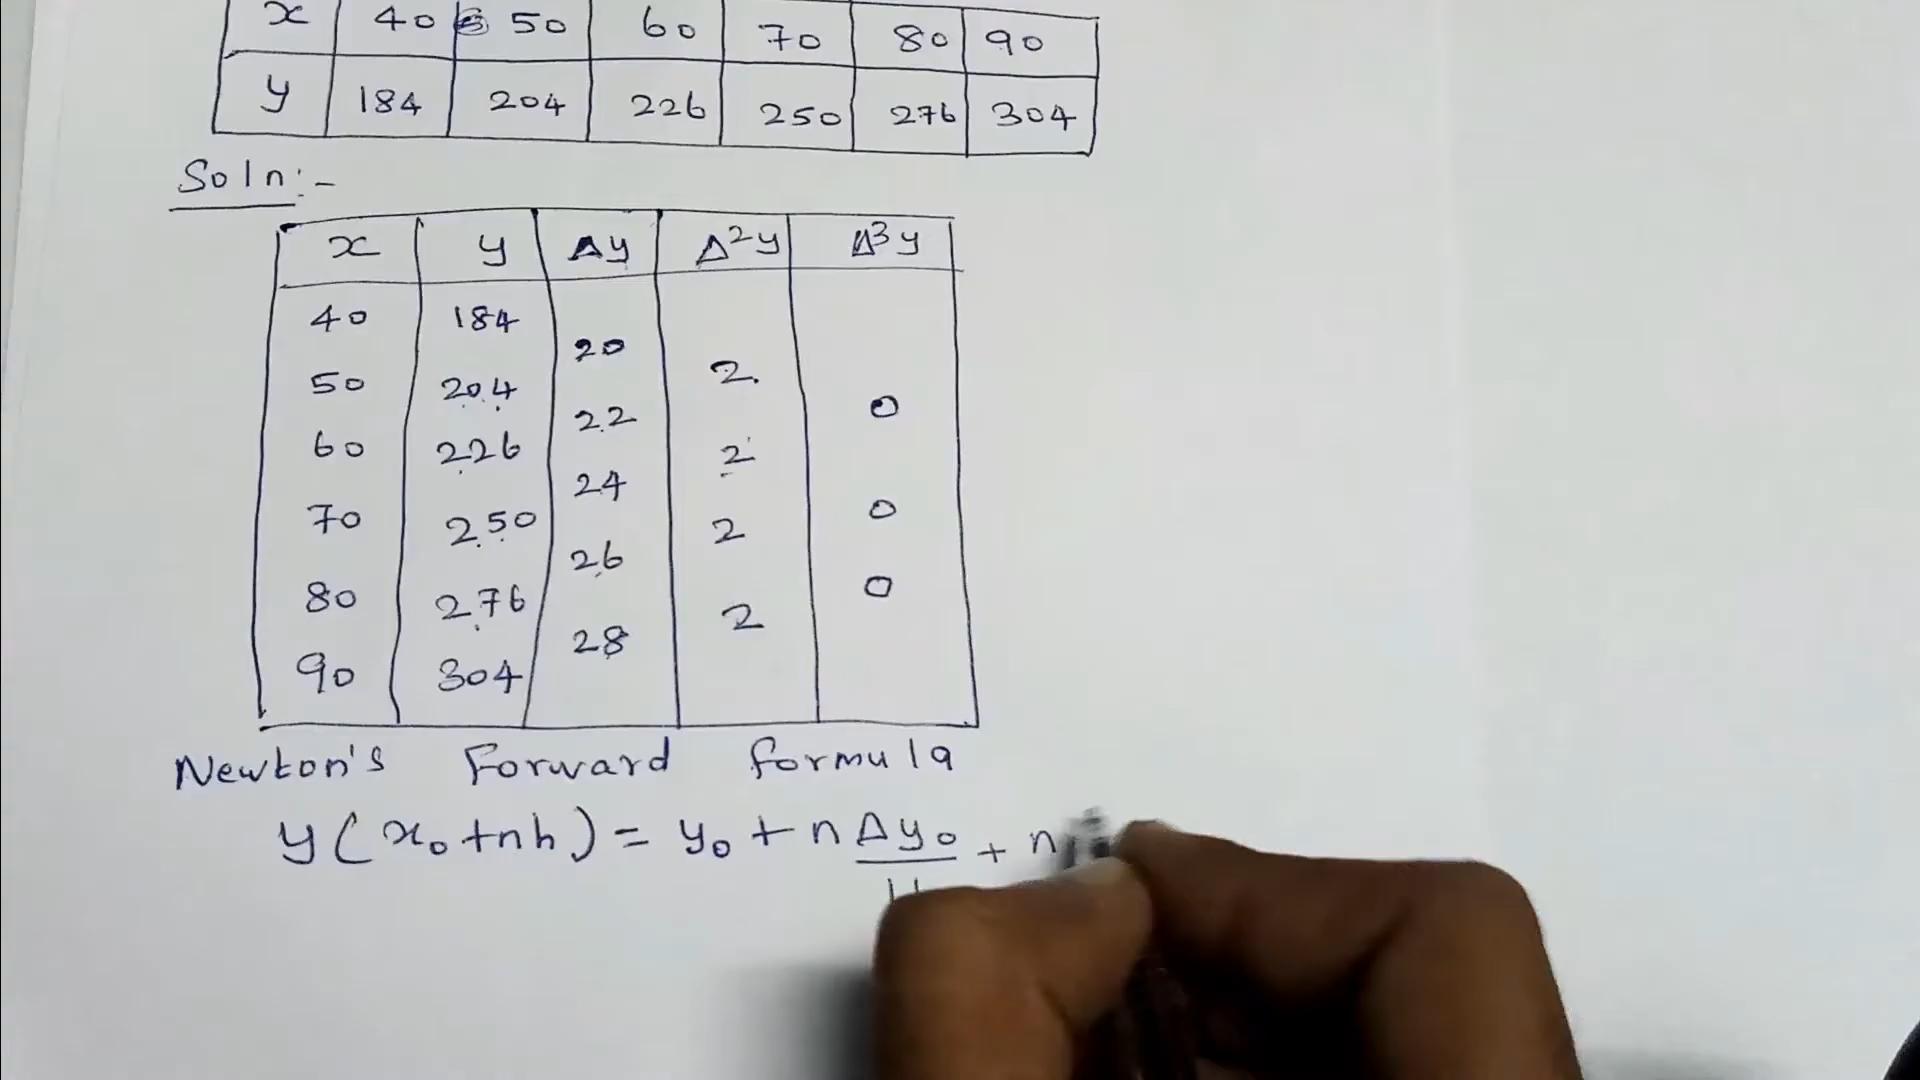 x 40 50 60 70 80 90
y 184 204 226 250 276 304
Soln:-
x y Δy Δ²y Δ³y
40 184
20
50 204 2
22 0
60 226 2
24 0
70 250 2
26 0
80 276 2
28
90 304
Newton's Forward formula
y(x₀+nh) = y₀ + n Δy₀ + n